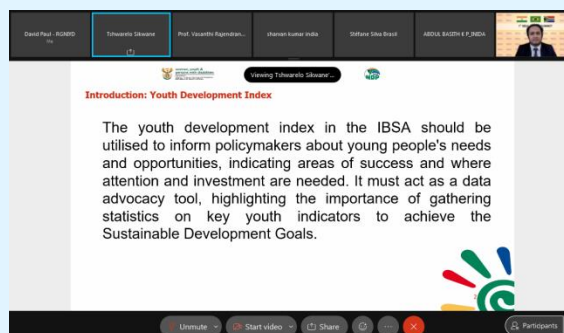 David Paul - RGNIYD
Tshwarelo Sikwane
Prof. Vasanthi Rajendran...
sharvan kumar India
Stifane Silva Brasil
ABDUL BASITH K P_INDIA
Viewing Tshwarelo Sikwane'...
Introduction: Youth Development Index
The youth development index in the IBSA should be
utilised to inform policymakers about young people's needs
and opportunities, indicating areas of success and where
attention and investment are needed. It must act as a data
advocacy tool, highlighting the importance of gathering
statistics on key youth indicators to achieve the
Sustainable Development Goals.
Unmute
Start video
Share
Participants